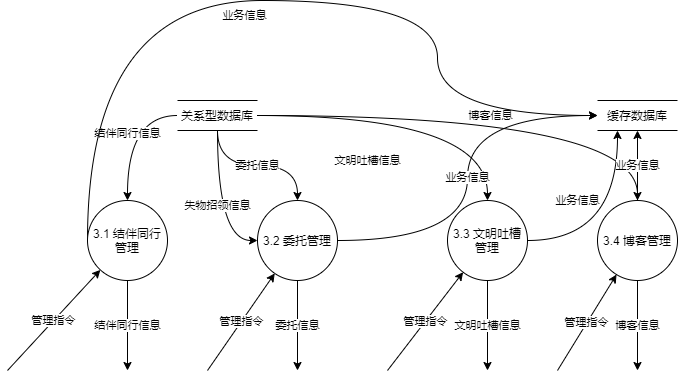 业务信息
关系型数据库
博客信息
缓存数据库
结伴同行信息
委托信息
文明吐槽信息
业务信息
业务信息
失物招领信息
业务信息
3.1 结伴同行
管理
3.2 委托管理
3.3 文明吐槽
管理
3.4 博客管理
管理指令
结伴同行信息
管理指令
委托信息
管理指令
文明吐槽信息
管理指令
博客信息